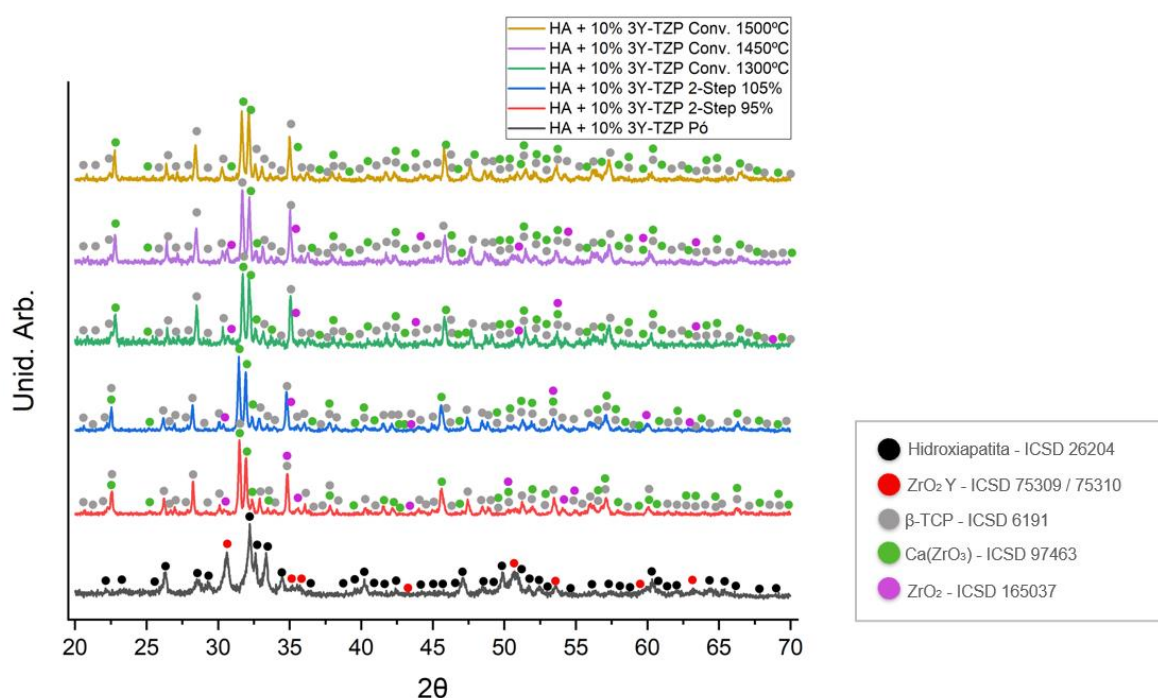 HA + 10% 3Y-TZP Conv. 1500ºC
HA + 10% 3Y-TZP Conv. 1450ºC
HA + 10% 3Y-TZP Conv. 1300ºC
HA + 10% 3Y-TZP 2-Step 105%
HA + 10% 3Y-TZP 2-Step 95%
HA + 10% 3Y-TZP Pó
Unid. Arb.
Hidroxiapatita - ICSD 26204
ZrO₂ Y - ICSD 75309 / 75310
β-TCP - ICSD 6191
Ca(ZrO₃) - ICSD 97463
ZrO₂ - ICSD 165037
20 25 30 35 40 45 50 55 60 65 70
2θ